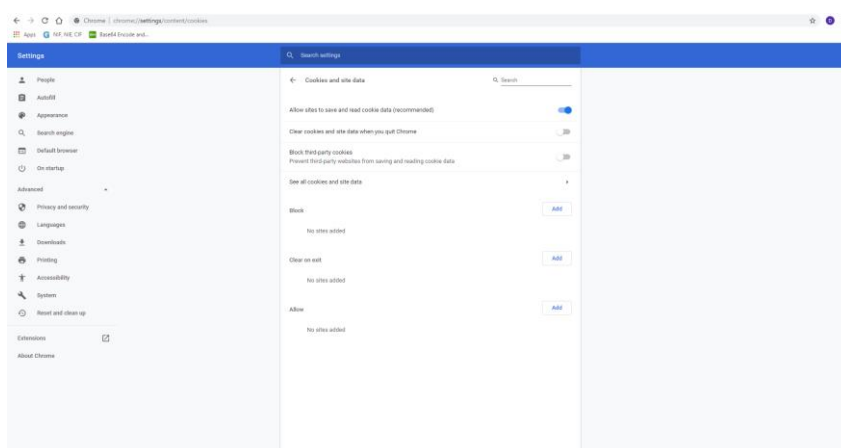 Chrome | chrome://settings/content/cookies
Apps
NIF, NIE, CIF
Base64 Encode and...
Settings
Search settings
People
Autofill
Appearance
Search engine
Default browser
On startup
Advanced
Privacy and security
Languages
Downloads
Printing
Accessibility
System
Reset and clean up
Extensions
About Chrome
Cookies and site data
Search
Allow sites to save and read cookie data (recommended)
Clear cookies and site data when you quit Chrome
Block third-party cookies
Prevent third-party websites from saving and reading cookie data
See all cookies and site data
Block
Add
No sites added
Clear on exit
Add
No sites added
Allow
Add
No sites added